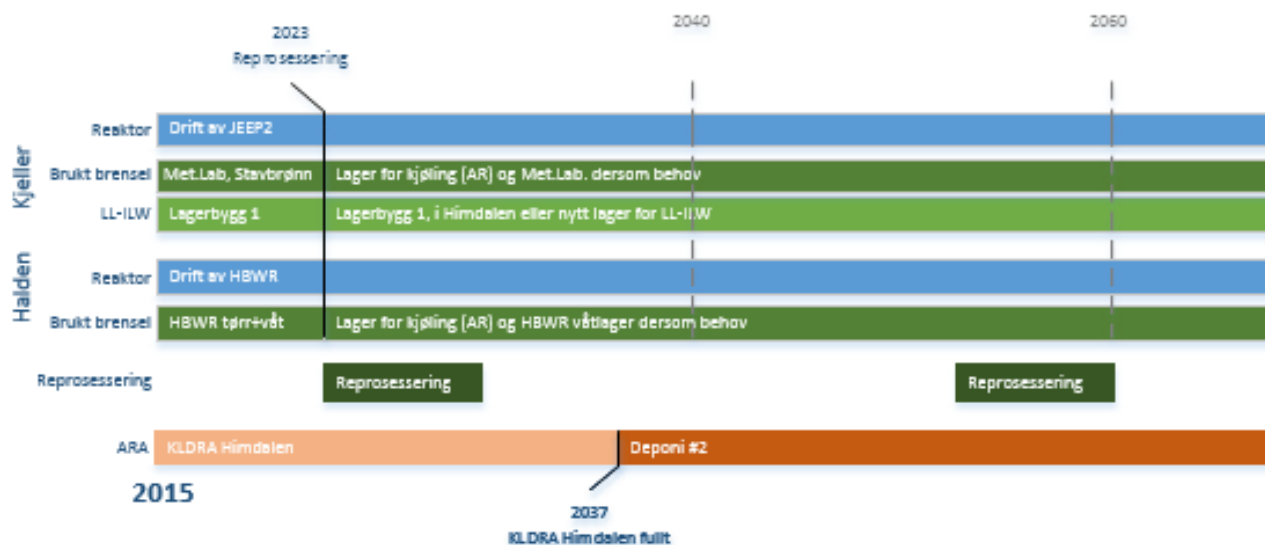 2023
Reprosessering
2040
2060
Kjeller
Reaktor
Drift av JEEP2
Brukt brensel
Met.Lab, Stavbrønn
Lager for kjøling (AR) og Met.Lab. dersom behov
LL-ILW
Lagerbygg 1
Lagerbygg 1, i Himdalen eller nytt lager for LL-ILW
Halden
Reaktor
Drift av HBWR
Brukt brensel
HBWR tørr+våt
Lager for kjøling (AR) og HBWR våtlager dersom behov
Reprosessering
Reprosessering
Reprosessering
ARA
KLDRA Himdalen
Deponi #2
2015
2037
KLDRA Himdalen fullt